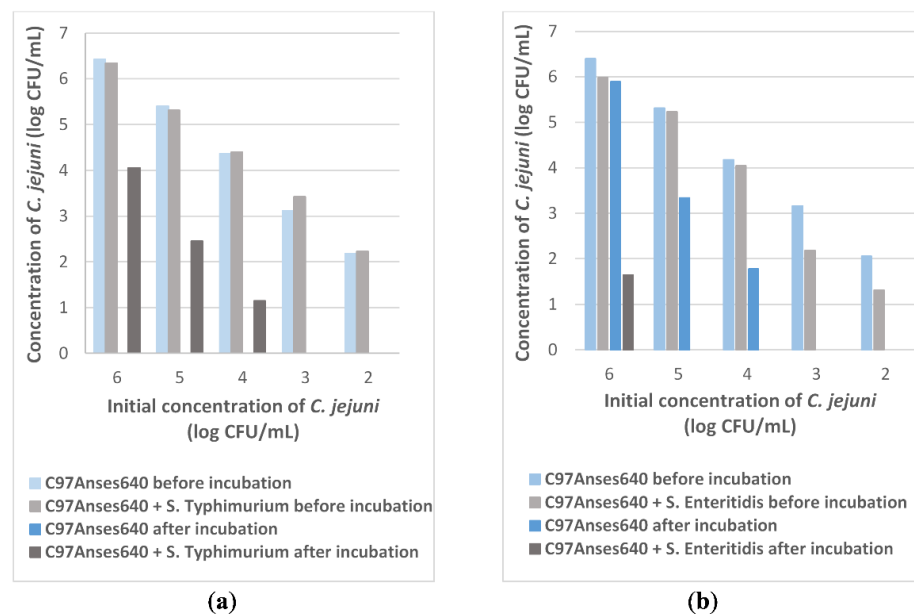 7
6
5
4
3
2
1
0
Concentration of C. jejuni (log CFU/mL)
6 5 4 3 2
Initial concentration of C. jejuni
(log CFU/mL)
C97Anses640 before incubation
C97Anses640 + S. Typhimurium before incubation
C97Anses640 after incubation
C97Anses640 + S. Typhimurium after incubation
(a)
7
6
5
4
3
2
1
0
Concentration of C. jejuni (log CFU/mL)
6 5 4 3 2
Initial concentration of C. jejuni
(log CFU/mL)
C97Anses640 before incubation
C97Anses640 + S. Enteritidis before incubation
C97Anses640 after incubation
C97Anses640 + S. Enteritidis after incubation
(b)